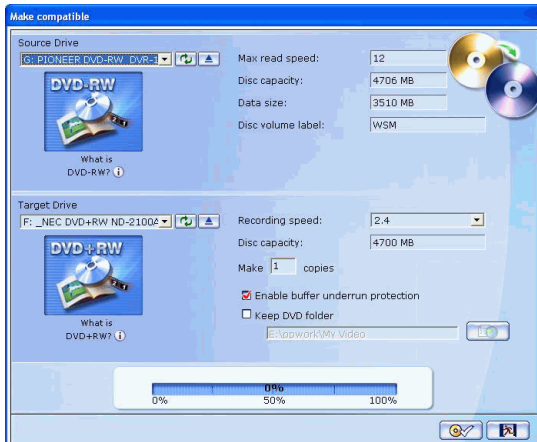 Make compatible
Source Drive
G: PIONEER DVD-RW DVR-1
Max read speed: 12
DVD-RW
Disc capacity: 4706 MB
Data size: 3510 MB
Disc volume label: WSM
What is
DVD-RW?
Target Drive
F: _NEC DVD+RW ND-2100A
Recording speed: 2.4
DVD+RW
Disc capacity: 4700 MB
Make 1 copies
Enable buffer underrun protection
What is
DVD+RW?
Keep DVD folder
E:\opwork\My Video
0%
0% 50% 100%